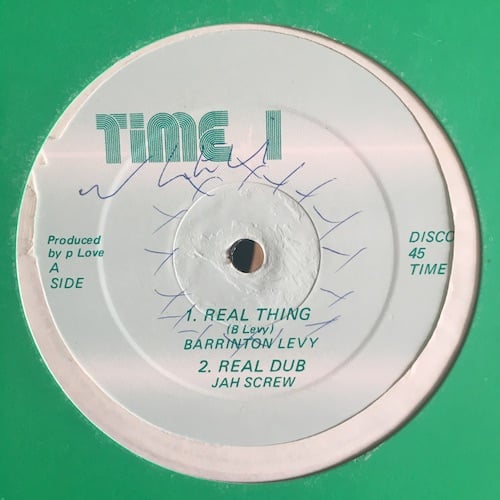 TIME 1
Produced
by p Love
A
SIDE
DISCO
45
TIME
1. REAL THING
(B Levy)
BARRINTON LEVY
2. REAL DUB
JAH SCREW